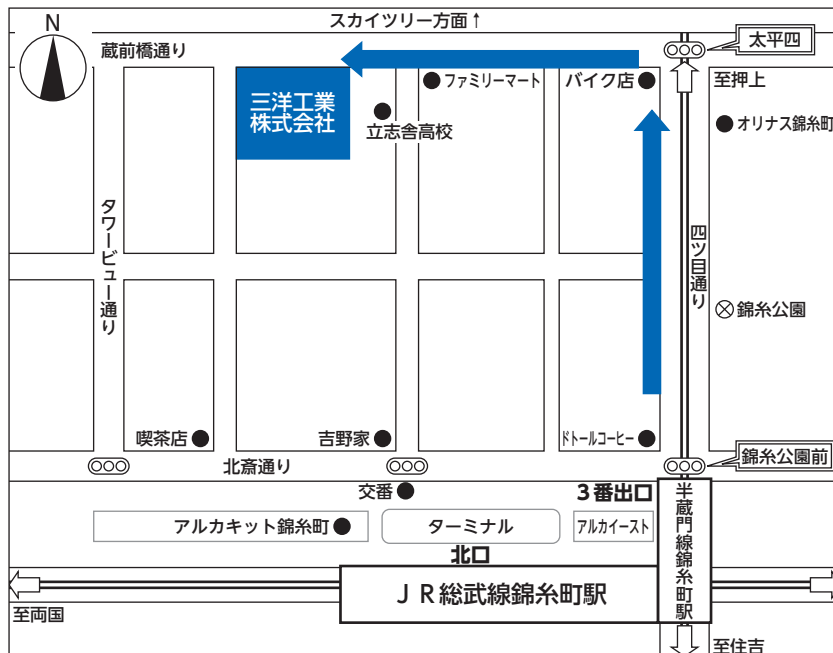 スカイツリー方面↑
N
蔵前橋通り
太平四
三洋工業
株式会社
ファミリーマート
バイク店
至押上
立志舎高校
オリナス錦糸町
タワービュー通り
四ツ目通り
錦糸公園
喫茶店
吉野家
ドトールコーヒー
北斎通り
錦糸公園前
交番
3番出口
アルカキット錦糸町
ターミナル
アルカイースト
半蔵門線錦糸町駅
北口
JR総武線錦糸町駅
至両国
至住吉